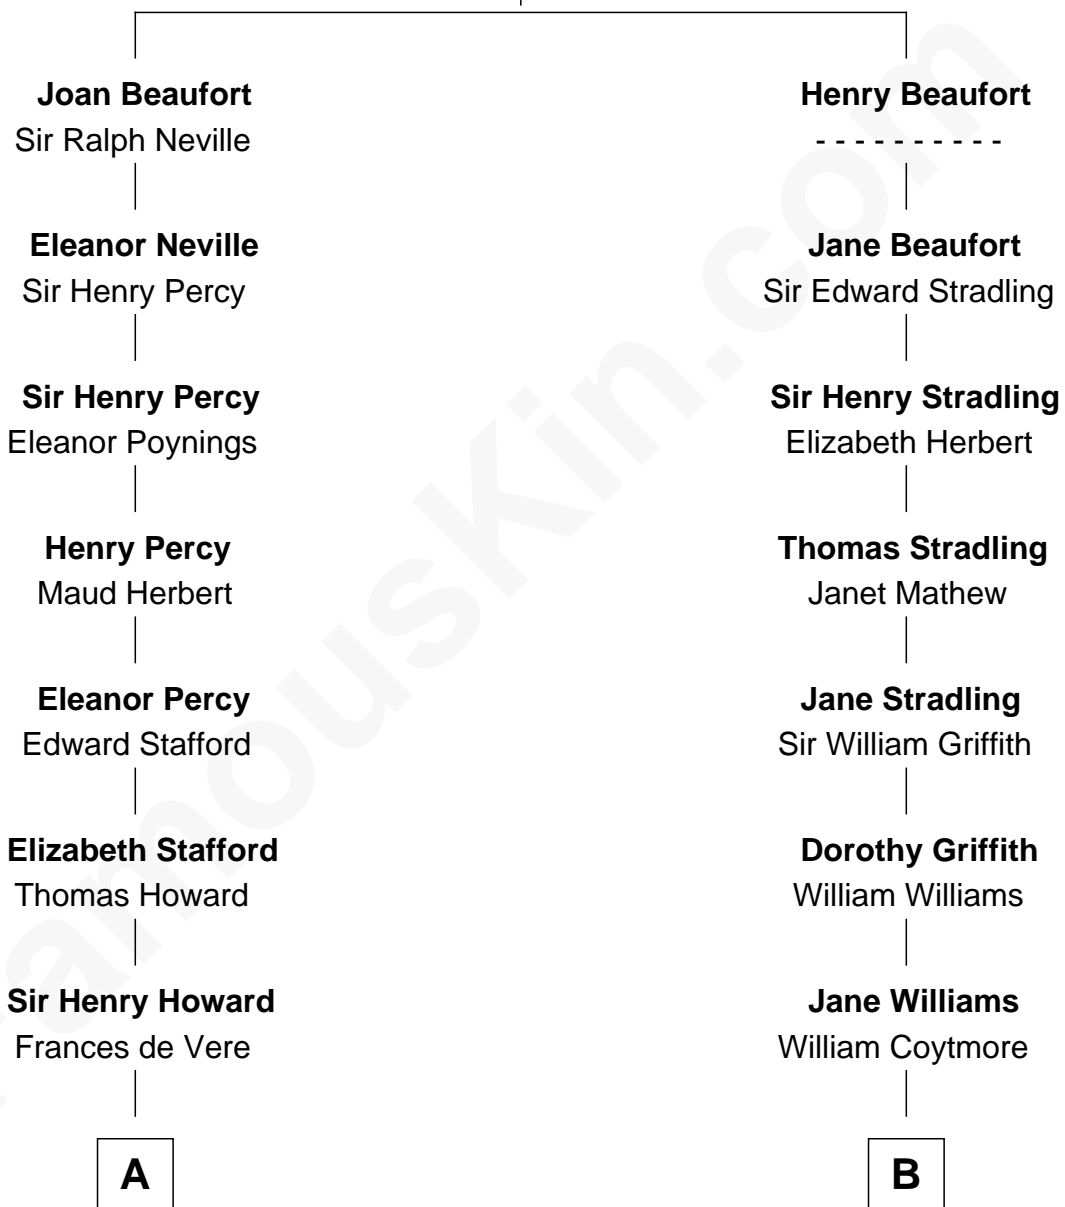 Joan Beaufort
Sir Ralph Neville
Eleanor Neville
Sir Henry Percy
Sir Henry Percy
Eleanor Poynings
Henry Percy
Maud Herbert
Eleanor Percy
Edward Stafford
Elizabeth Stafford
Thomas Howard
Sir Henry Howard
Frances de Vere
A
Henry Beaufort
- - - - - - - - - -
Jane Beaufort
Sir Edward Stradling
Sir Henry Stradling
Elizabeth Herbert
Thomas Stradling
Janet Mathew
Jane Stradling
Sir William Griffith
Dorothy Griffith
William Williams
Jane Williams
William Coytmore
B
FamousKin.com